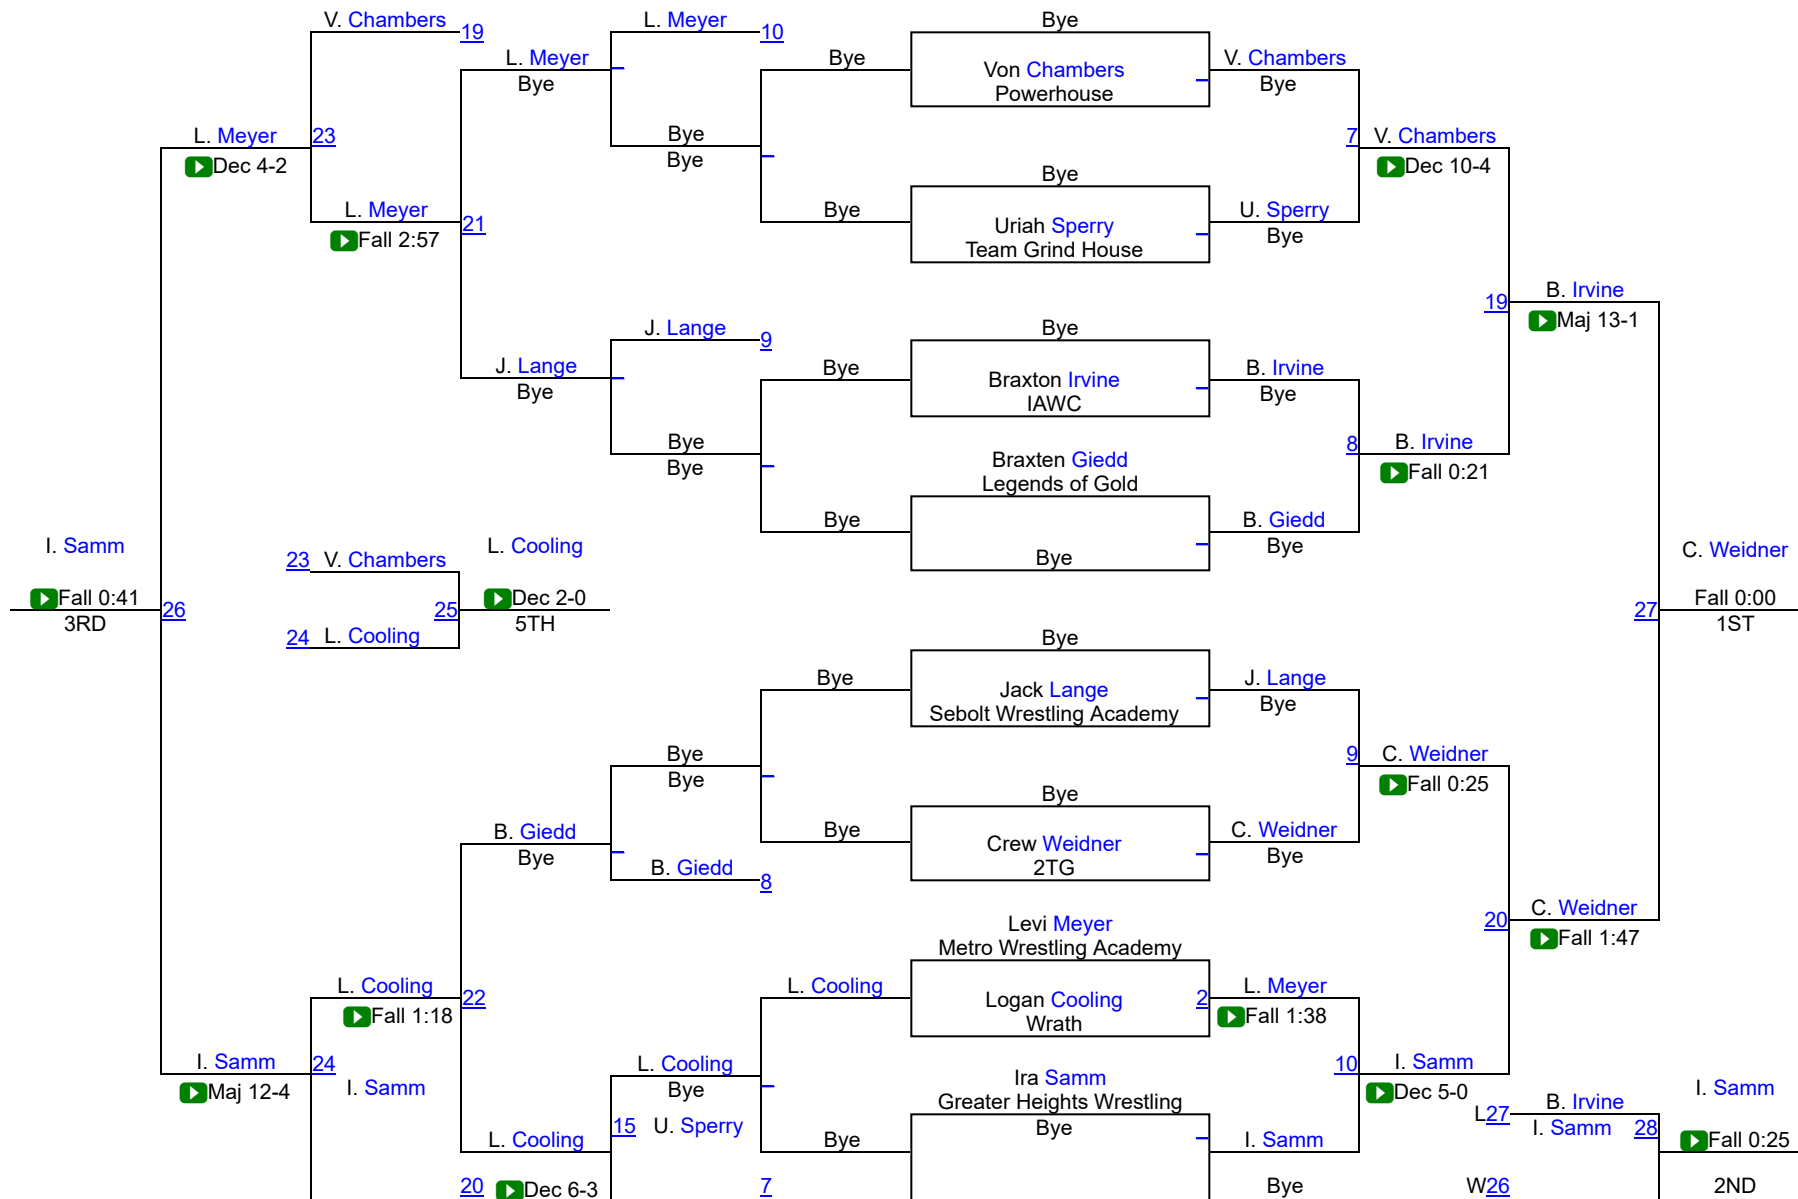 V. Chambers 19
L. Meyer 10
Bye
L. Meyer
Bye
Bye
Von Chambers
Powerhouse
V. Chambers
Bye
L. Meyer 23
Dec 4-2
Bye
Bye
7 V. Chambers
Dec 10-4
Bye
L. Meyer 21
Fall 2:57
Bye
Uriah Sperry
Team Grind House
U. Sperry
Bye
19 B. Irvine
Maj 13-1
J. Lange 9
Bye
J. Lange
Bye
Bye
Braxton Irvine
IAWC
B. Irvine
Bye
Bye
Bye
8 B. Irvine
Fall 0:21
Braxten Giedd
Legends of Gold
Bye
Bye
B. Giedd
Bye
I. Samm
Fall 0:41
3RD
26
23 V. Chambers
24 L. Cooling
25
L. Cooling
Dec 2-0
5TH
C. Weidner
27 Fall 0:00
1ST
Bye
Bye
Jack Lange
Sebolt Wrestling Academy
J. Lange
Bye
Bye
Bye
9 C. Weidner
Fall 0:25
Bye
B. Giedd
Bye
Bye
Crew Weidner
2TG
C. Weidner
Bye
B. Giedd 8
20 C. Weidner
Fall 1:47
Levi Meyer
Metro Wrestling Academy
L. Cooling 22
Fall 1:18
L. Cooling
Logan Cooling
Wrath
2 L. Meyer
Fall 1:38
I. Samm 24
Maj 12-4
I. Samm
L. Cooling
Bye
10 I. Samm
Dec 5-0
Ira Samm
Greater Heights Wrestling
Bye
I. Samm
L27 B. Irvine
I. Samm 28
Fall 0:25
L. Cooling 15 U. Sperry
Bye
I. Samm
20 Dec 6-3
7
Bye
W26
2ND